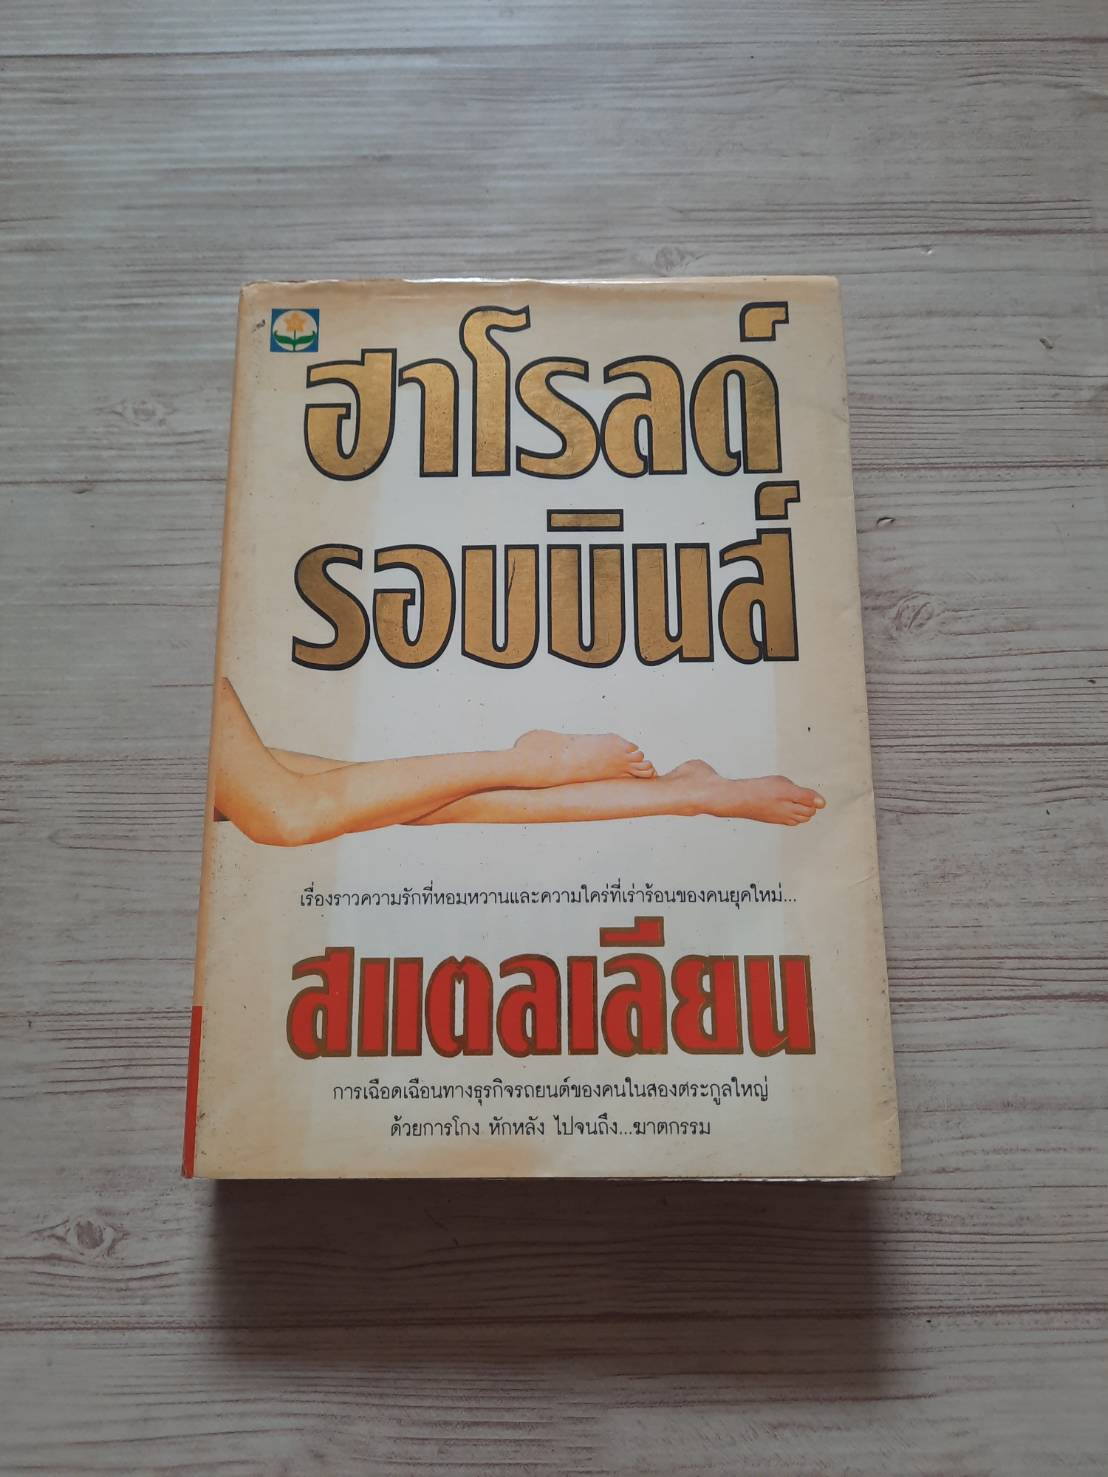 ฮาโรลด์
รอบบินส์
เรื่องราวความรักที่หอมหวานและความใคร่ที่เร่าร้อนของคนยุคใหม่...
สแตลเลียน
การเฉือดเฉือนทางธุรกิจรถยนต์ของคนในสองตระกูลใหญ่
ด้วยการโกง หักหลัง ไปจนถึง...ฆาตกรรม